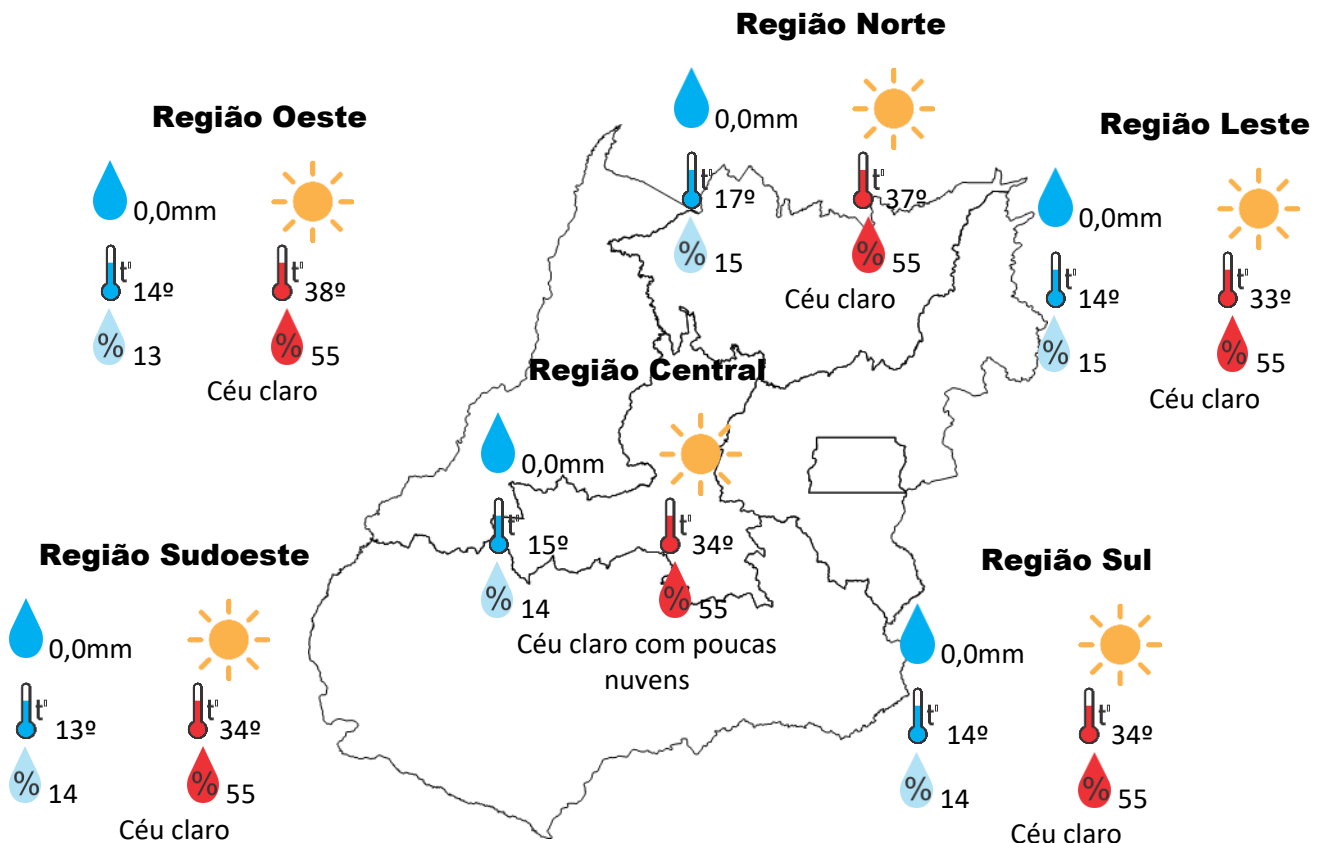 Região Norte
0,0mm
t°
17º
t°
37º
%
15
%
55
Céu claro
Região Oeste
0,0mm
t°
14º
t°
38º
%
13
%
55
Céu claro
Região Leste
0,0mm
t°
14º
t°
33º
%
15
%
55
Céu claro
Região Central
0,0mm
t°
15º
t°
34º
%
14
%
55
Céu claro com poucas
nuvens
Região Sudoeste
0,0mm
t°
13º
t°
34º
%
14
%
55
Céu claro
Região Sul
0,0mm
t°
14º
t°
34º
%
14
%
55
Céu claro